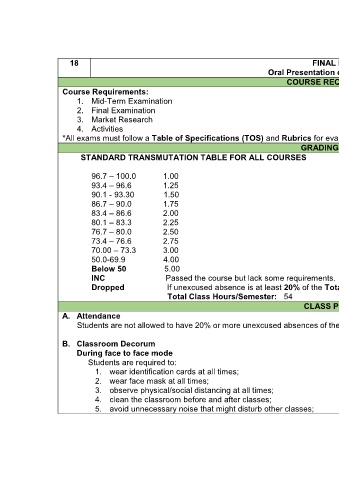 18 FINAL
Oral Presentation
COURSE REQ
Course Requirements:
1. Mid-Term Examination
2. Final Examination
3. Market Research
4. Activities
*All exams must follow a Table of Specifications (TOS) and Rubrics for eva
GRADING
STANDARD TRANSMUTATION TABLE FOR ALL COURSES
96.7 – 100.0 1.00
93.4 – 96.6 1.25
90.1 - 93.30 1.50
86.7 – 90.0 1.75
83.4 – 86.6 2.00
80.1 – 83.3 2.25
76.7 – 80.0 2.50
73.4 – 76.6 2.75
70.00 – 73.3 3.00
50.0-69.9 4.00
Below 50 5.00
INC Passed the course but lack some requirements.
Dropped If unexcused absence is at least 20% of the Tota
Total Class Hours/Semester: 54
CLASS P
A. Attendance
Students are not allowed to have 20% or more unexcused absences of the
B. Classroom Decorum
During face to face mode
Students are required to:
1. wear identification cards at all times;
2. wear face mask at all times;
3. observe physical/social distancing at all times;
4. clean the classroom before and after classes;
5. avoid unnecessary noise that might disturb other classes;